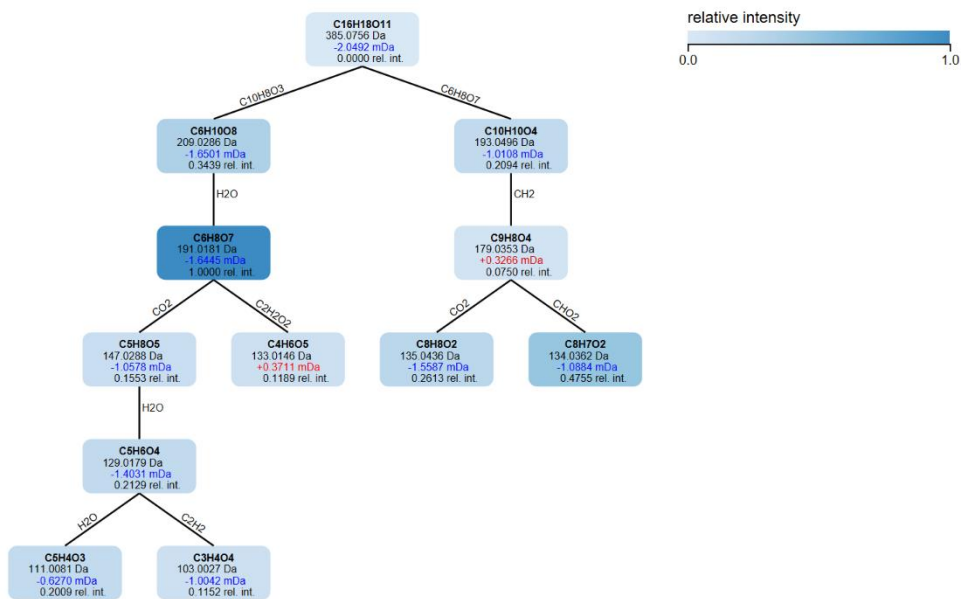 relative intensity
0.0
1.0
C16H18O11
385.0756 Da
-2.0492 mDa
0.0000 rel. int.
C10H8O3
C6H8O7
C6H10O8
209.0286 Da
-1.6501 mDa
0.3439 rel. int.
C10H10O4
193.0496 Da
-1.0108 mDa
0.2094 rel. int.
H2O
CH2
C6H8O7
191.0181 Da
-1.6445 mDa
1.0000 rel. int.
C9H8O4
179.0353 Da
+0.3266 mDa
0.0750 rel. int.
CO2
C2H2O2
CO2
CHO2
C5H8O5
147.0288 Da
-1.0578 mDa
0.1553 rel. int.
C4H6O5
133.0146 Da
+0.3711 mDa
0.1189 rel. int.
C8H8O2
135.0436 Da
-1.5587 mDa
0.2613 rel. int.
C8H7O2
134.0362 Da
-1.0884 mDa
0.4755 rel. int.
H2O
C5H6O4
129.0179 Da
-1.4031 mDa
0.2129 rel. int.
H2O
C2H2
C5H4O3
111.0081 Da
-0.6270 mDa
0.2009 rel. int.
C3H4O4
103.0027 Da
-1.0042 mDa
0.1152 rel. int.